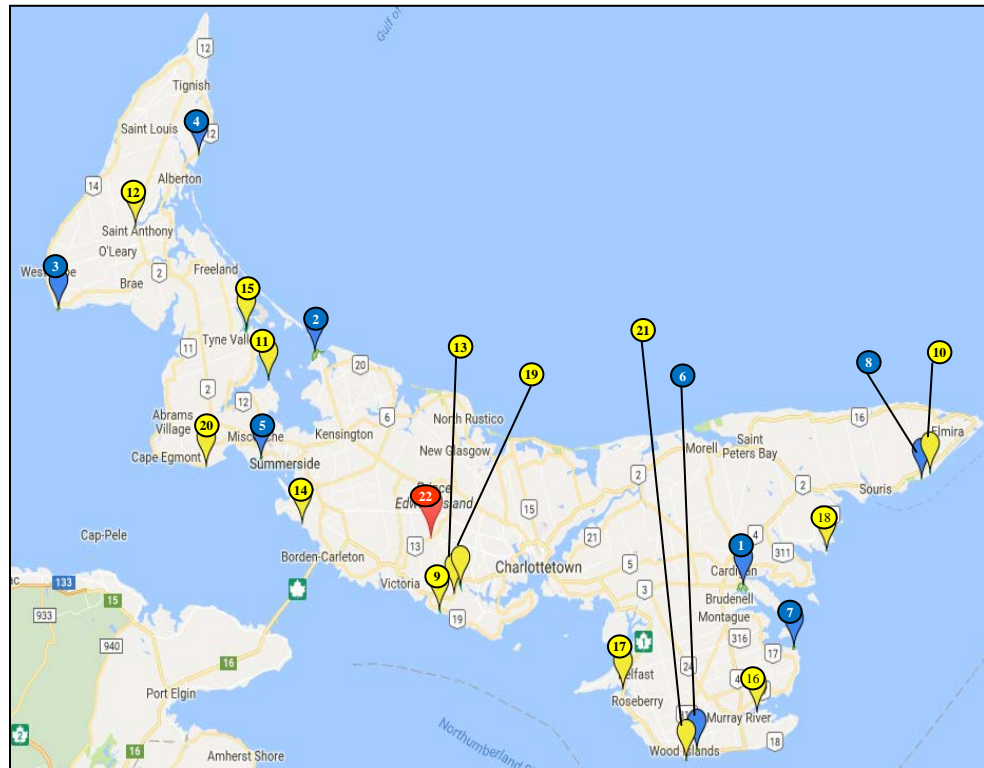 Gulf of
12
Tignish
Saint Louis
4
12
14
Alberton
12
Saint Anthony
O'Leary
2
3
Brae
Freeland
15
2
Tyne Vall
11
11
20
13
19
21
6
8
10
2
12
Abrams
Village
20
5
6
North Rustico
16
Elmira
Cape Egmont
Kensington
New Glasgow
Morell
Saint
Peters Bay
Summerside
2
2
Souris
14
22
15
18
Cap-Pele
13
21
1
4
311
Borden-Carleton
Victoria
9
Charlottetown
5
3
Cardigan
Brudenell
Montague
133
15
933
19
7
316
17
1
940
17
16
24
4
16
Belfast
Port Elgin
Roseberry
Murray River
18
2
16
Northumberland
Wood Islands
Amherst Shore